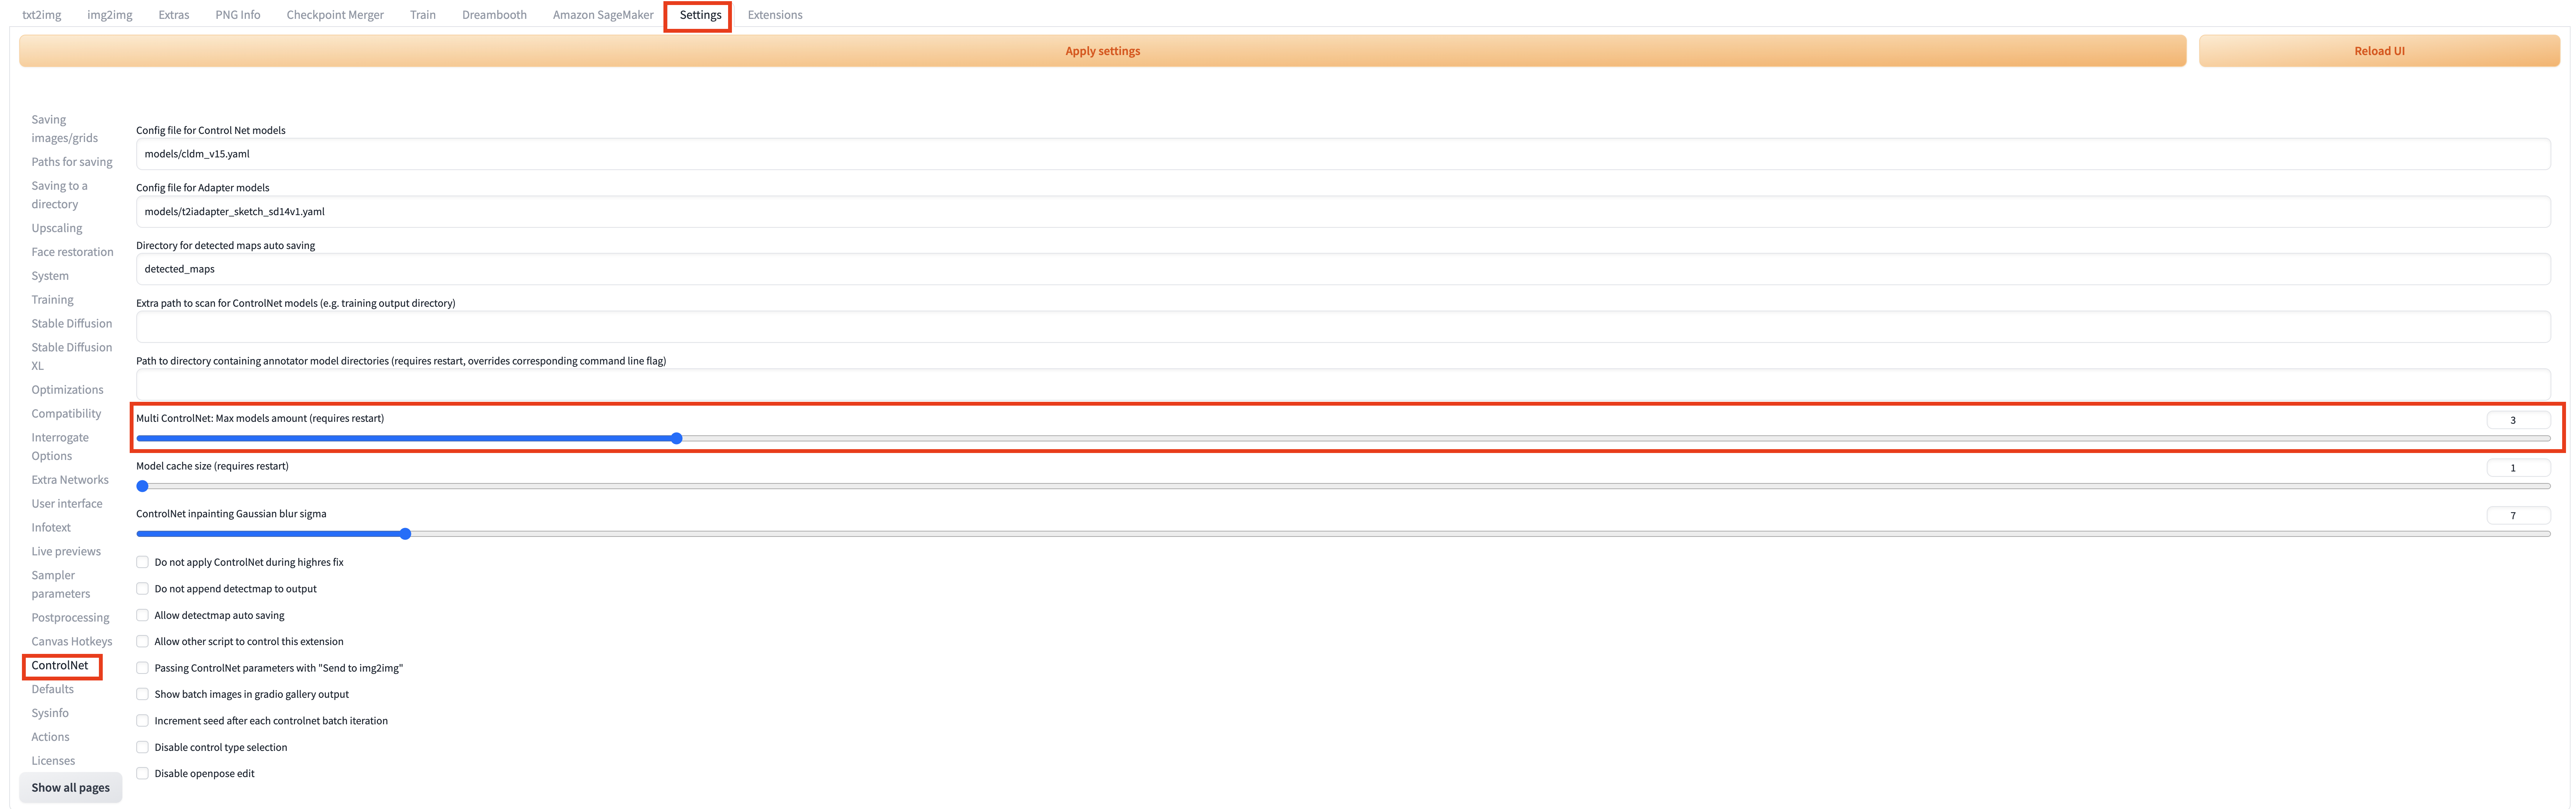 txt2img img2img Extras PNG Info Checkpoint Merger Train Dreambooth Amazon SageMaker Settings Extensions
Apply settings Reload UI
Saving
images/grids
Paths for saving
Saving to a
directory
Upscaling
Face restoration
System
Training
Stable Diffusion
Stable Diffusion
XL
Optimizations
Compatibility
Interrogate
Options
Extra Networks
User interface
Infotext
Live previews
Sampler
parameters
Postprocessing
Canvas Hotkeys
ControlNet
Defaults
Sysinfo
Actions
Licenses
Show all pages
Config file for Control Net models
models/cldm_v15.yaml
Config file for Adapter models
models/t2iadapter_sketch_sd14v1.yaml
Directory for detected maps auto saving
detected_maps
Extra path to scan for ControlNet models (e.g. training output directory)
Path to directory containing annotator model directories (requires restart, overrides corresponding command line flag)
Multi ControlNet: Max models amount (requires restart) 3
Model cache size (requires restart) 1
ControlNet inpainting Gaussian blur sigma 7
Do not apply ControlNet during highres fix
Do not append detectmap to output
Allow detectmap auto saving
Allow other script to control this extension
Passing ControlNet parameters with "Send to img2img"
Show batch images in gradio gallery output
Increment seed after each controlnet batch iteration
Disable control type selection
Disable openpose edit